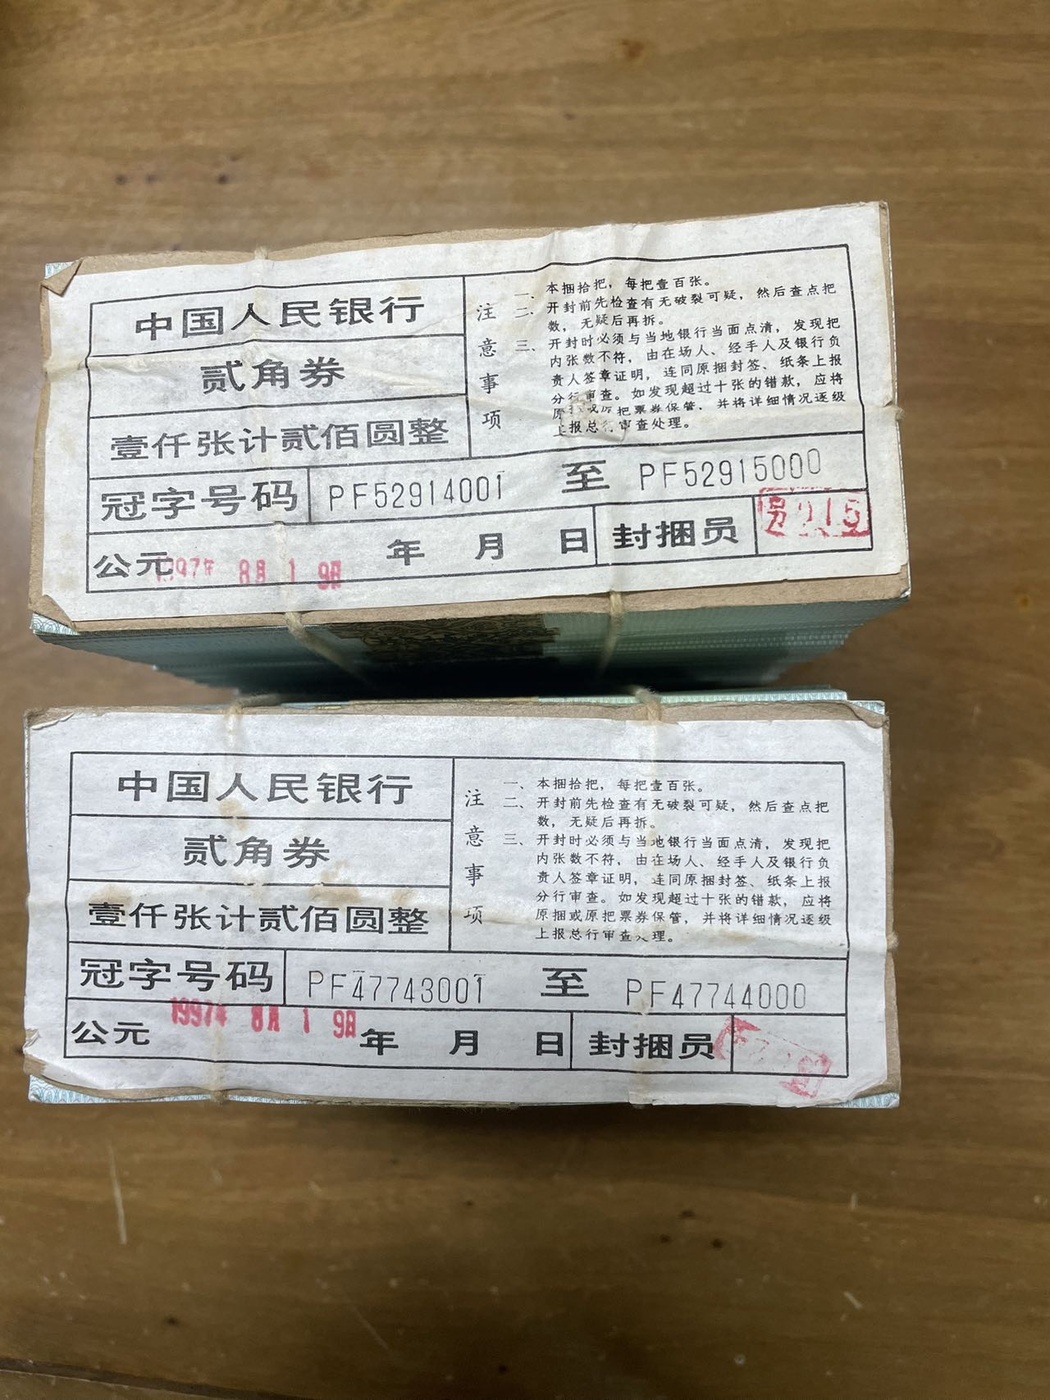 中国人民银行
贰角券
壹仟张计贰佰圆整
注意事项
一、本捆拾把，每把壹百张。
二、开封前先检查有无破裂可疑，然后查点把
数，无疑后再拆。
三、开封时必须与当地银行当面点清，发现把
内张数不符，由在场人、经手人及银行负
责人签章证明，连同原捆封签、纸条上报
分行审查。如发现超过十张的错款，应将
原捆或原把票券保管，并将详细情况逐级
上报总行审查处理。
冠字号码 PF52914001 至 PF52915000
公元 1997年 8月 19日 年 月 日 封捆员 215
中国人民银行
贰角券
壹仟张计贰佰圆整
注意事项
一、本捆拾把，每把壹百张。
二、开封前先检查有无破裂可疑，然后查点把
数，无疑后再拆。
三、开封时必须与当地银行当面点清，发现把
内张数不符，由在场人、经手人及银行负
责人签章证明，连同原捆封签、纸条上报
分行审查。如发现超过十张的错款，应将
原捆或原把票券保管，并将详细情况逐级
上报总行审查处理。
冠字号码 PF47743001 至 PF47744000
公元 1997年 8月 19日 年 月 日 封捆员